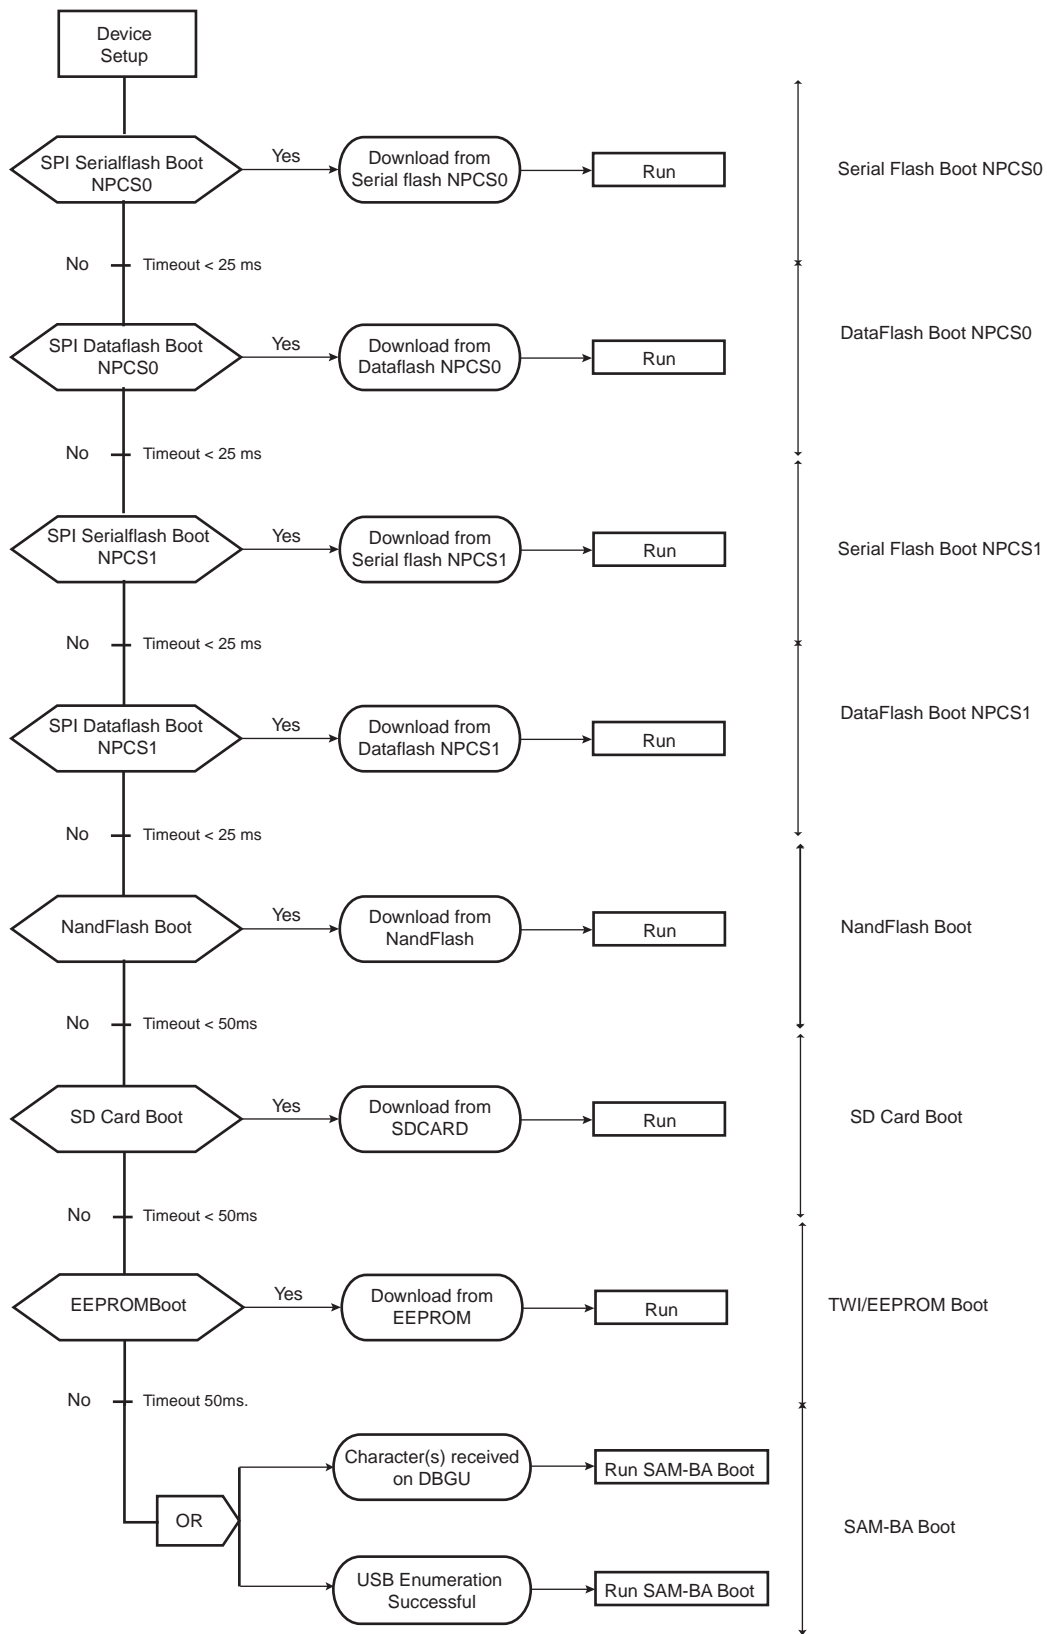 Device
Setup
SPI Serialflash Boot
NPCS0
Yes
Download from
Serial flash NPCS0
Run
Serial Flash Boot NPCS0
No
Timeout < 25 ms
SPI Dataflash Boot
NPCS0
Yes
Download from
Dataflash NPCS0
Run
DataFlash Boot NPCS0
No
Timeout < 25 ms
SPI Serialflash Boot
NPCS1
Yes
Download from
Serial flash NPCS1
Run
Serial Flash Boot NPCS1
No
Timeout < 25 ms
SPI Dataflash Boot
NPCS1
Yes
Download from
Dataflash NPCS1
Run
DataFlash Boot NPCS1
No
Timeout < 25 ms
NandFlash Boot
Yes
Download from
NandFlash
Run
NandFlash Boot
No
Timeout < 50ms
SD Card Boot
Yes
Download from
SDCARD
Run
SD Card Boot
No
Timeout < 50ms
EEPROMBoot
Yes
Download from
EEPROM
Run
TWI/EEPROM Boot
No
Timeout 50ms.
Character(s) received
on DBGU
Run SAM-BA Boot
OR
SAM-BA Boot
USB Enumeration
Successful
Run SAM-BA Boot